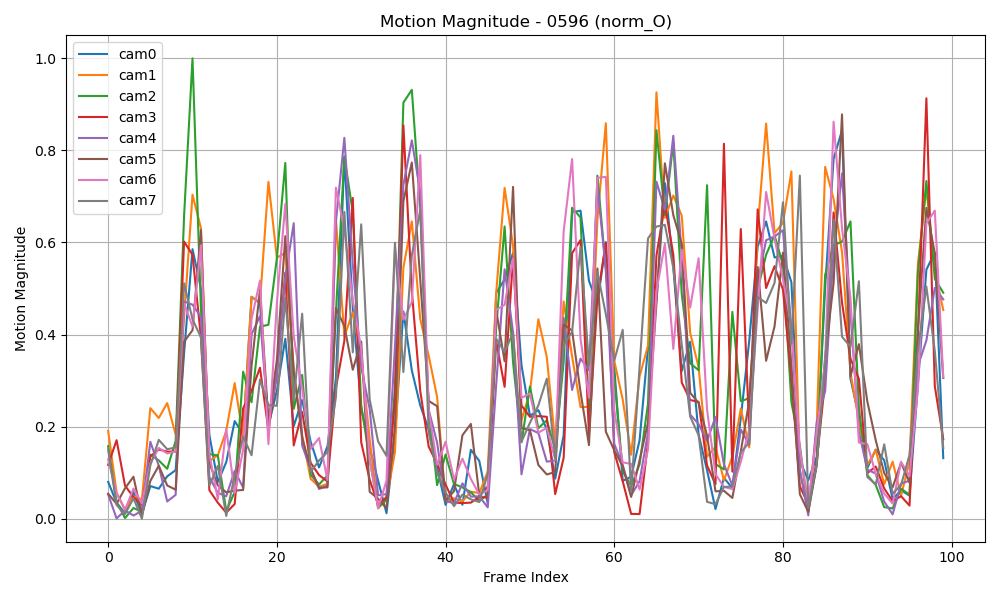 Motion Magnitude - 0596 (norm_O)
cam0
cam1
cam2
cam3
cam4
cam5
cam6
cam7
1.0
0.8
0.6
0.4
0.2
0.0
Motion Magnitude
0 20 40 60 80 100
Frame Index